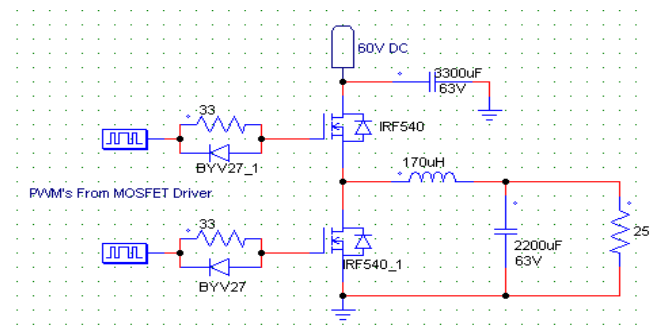 60V DC
3300uF
63V
33
IRF540
BYV27_1
170uH
PWM's From MOSFET Driver
33
2200uF
63V
25
IRF540_1
BYV27